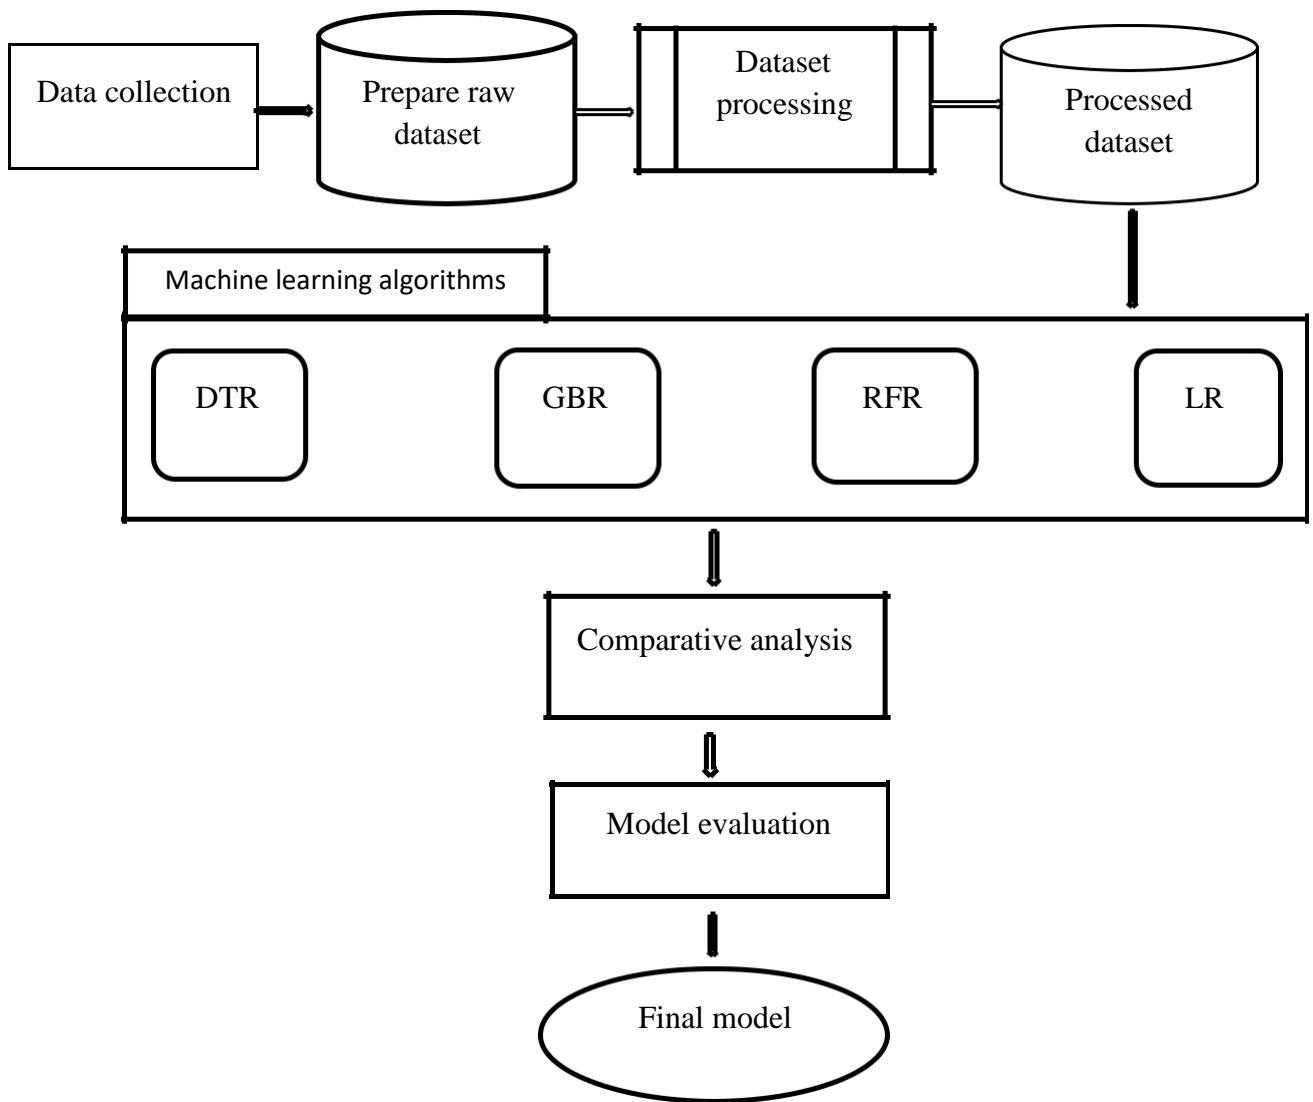 Data collection
Prepare raw
dataset
Dataset
processing
Processed
dataset
Machine learning algorithms
DTR
GBR
RFR
LR
Comparative analysis
Model evaluation
Final model